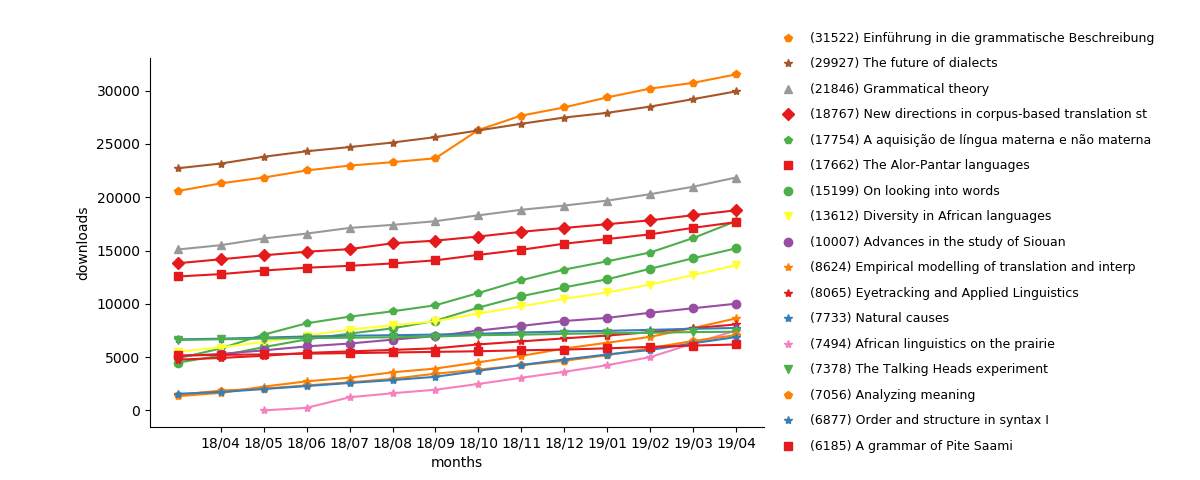 30000
25000
20000
15000
10000
5000
0
downloads
18/04 18/05 18/06 18/07 18/08 18/09 18/10 18/11 18/12 19/01 19/02 19/03 19/04
months
(31522) Einführung in die grammatische Beschreibung
(29927) The future of dialects
(21846) Grammatical theory
(18767) New directions in corpus-based translation st
(17754) A aquisição de língua materna e não materna
(17662) The Alor-Pantar languages
(15199) On looking into words
(13612) Diversity in African languages
(10007) Advances in the study of Siouan
(8624) Empirical modelling of translation and interp
(8065) Eyetracking and Applied Linguistics
(7733) Natural causes
(7494) African linguistics on the prairie
(7378) The Talking Heads experiment
(7056) Analyzing meaning
(6877) Order and structure in syntax I
(6185) A grammar of Pite Saami